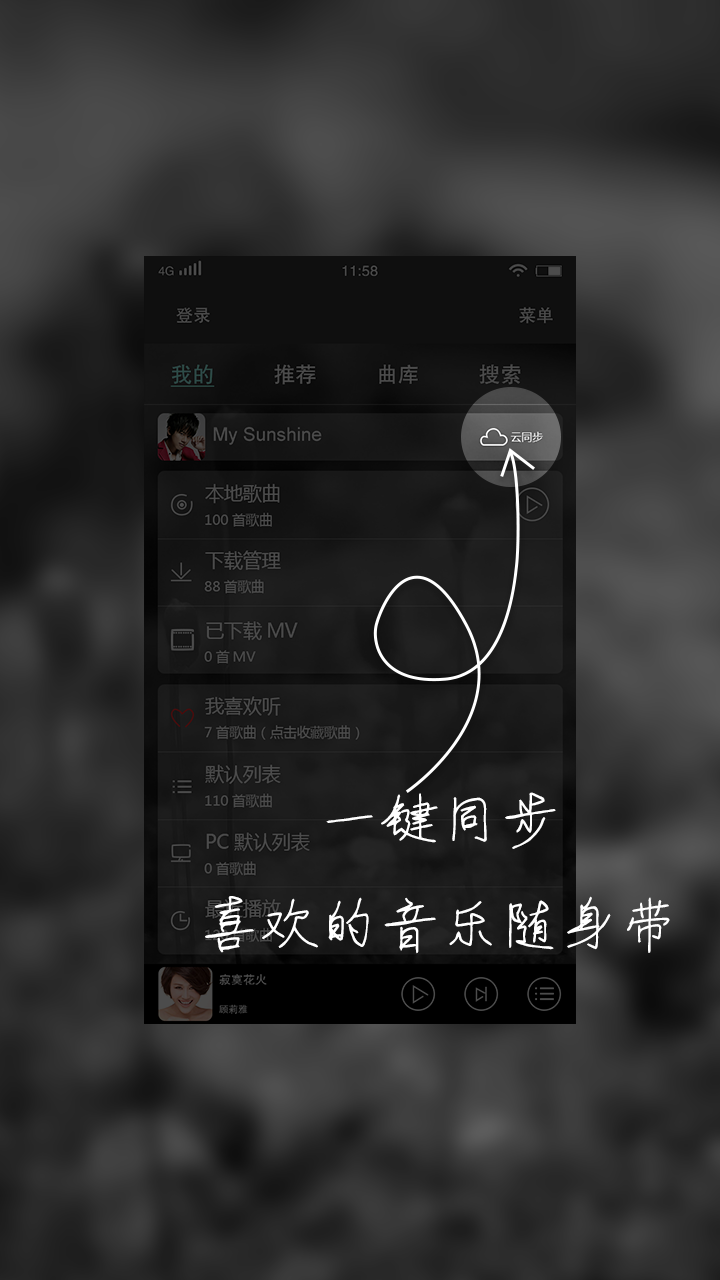 4G 11:58
登录 菜单
我的 推荐 曲库 搜索
My Sunshine 云同步
本地歌曲
100 首歌曲
下载管理
88 首歌曲
已下载 MV
0 首 MV
我喜欢听
7 首歌曲（点击收藏歌曲）
默认列表
110 首歌曲
一键同步
PC 默认列表
0 首歌曲
喜欢的音乐随身带
寂寞花火
顾莉雅